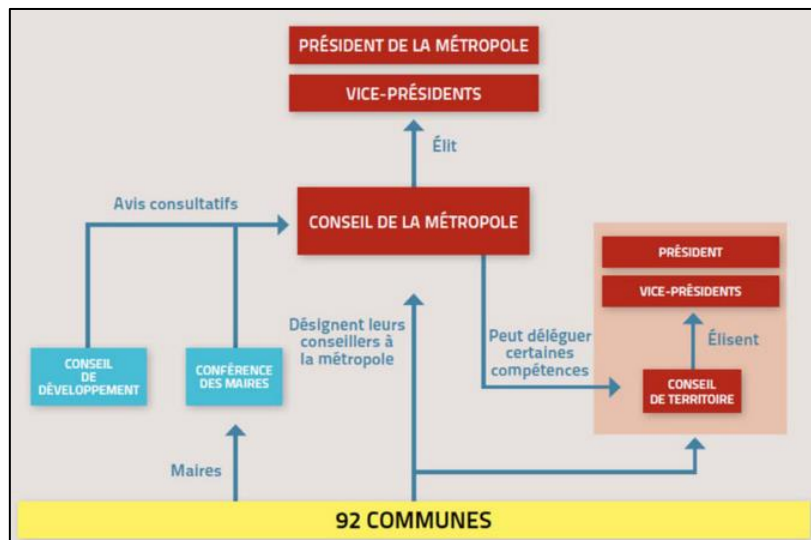 PRÉSIDENT DE LA MÉTROPOLE
VICE-PRÉSIDENTS
Élit
Avis consultatifs
CONSEIL DE LA MÉTROPOLE
PRÉSIDENT
VICE-PRÉSIDENTS
Désignent leurs
conseillers à
la métropole
Peut déléguer
certaines
compétences
Élisent
CONSEIL
DE
DÉVELOPPEMENT
CONFÉRENCE
DES MAIRES
CONSEIL
DE TERRITOIRE
Maires
92 COMMUNES